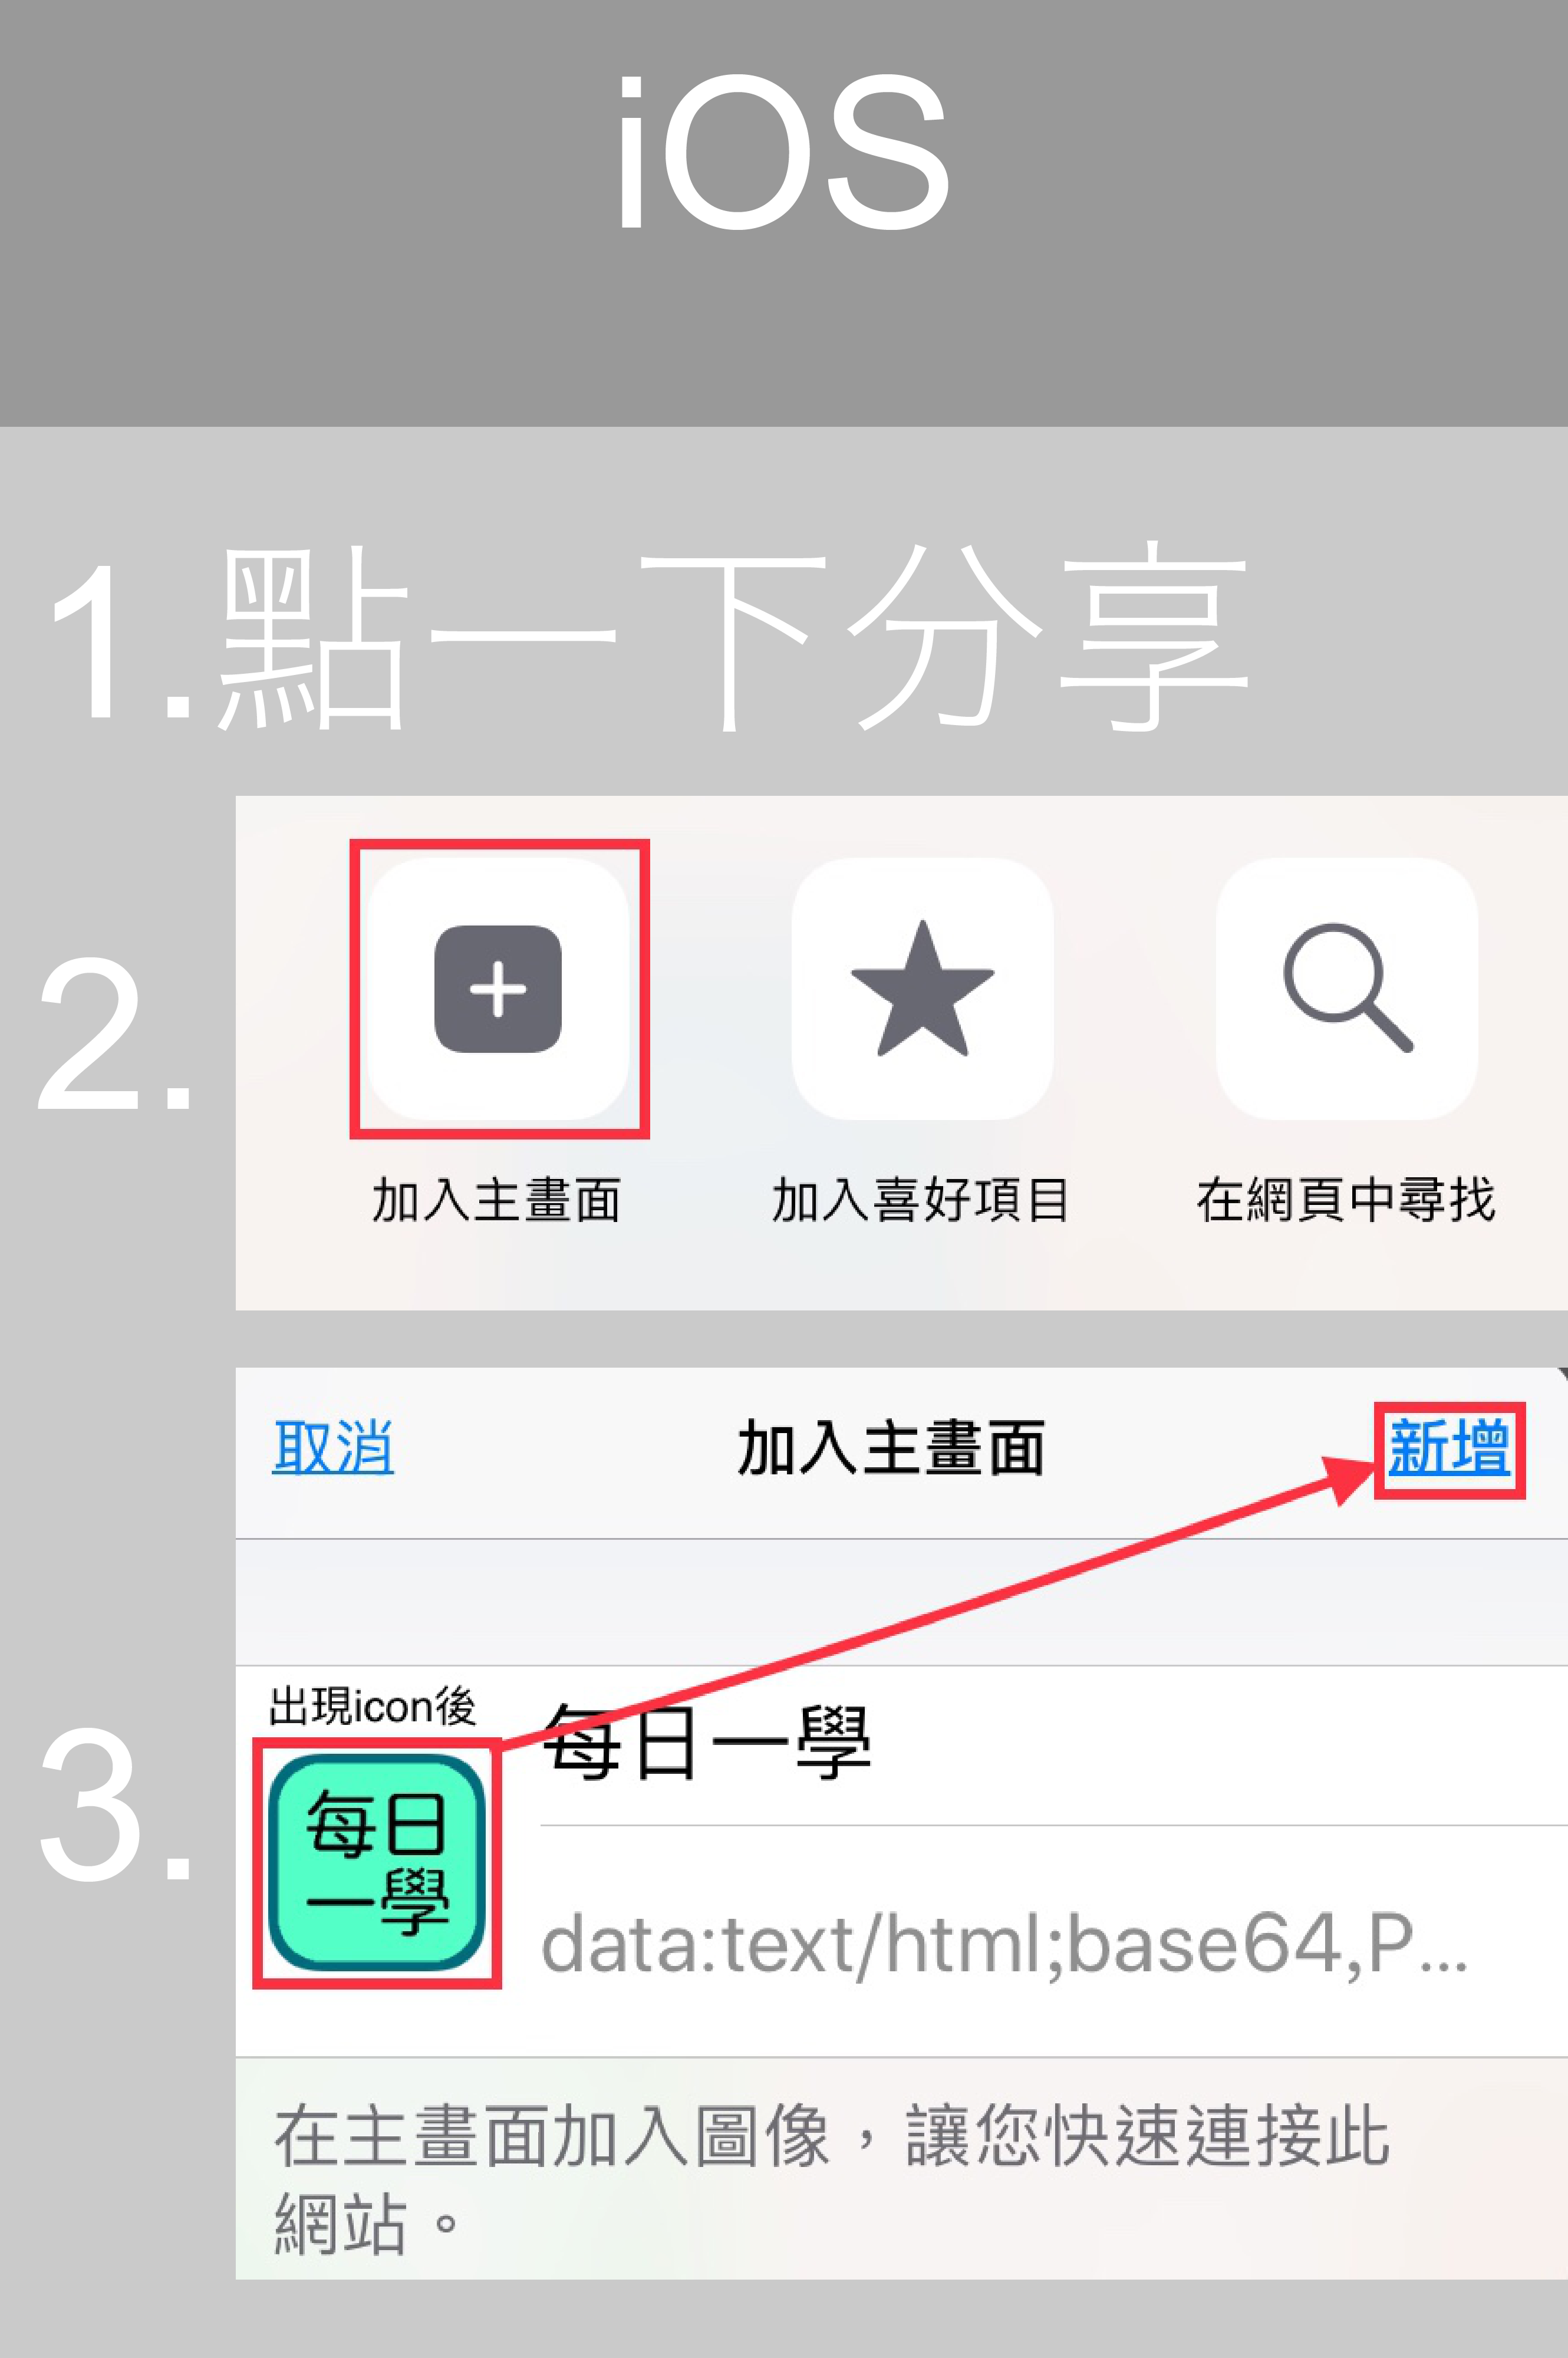 iOS
1.點一下分享
2.
加入主畫面 加入喜好項目 在網頁中尋找
取消 加入主畫面 新增
出現icon後
每日一學
3.
每日
一學
data:text/html;base64,P...
在主畫面加入圖像，讓您快速連接此
網站。